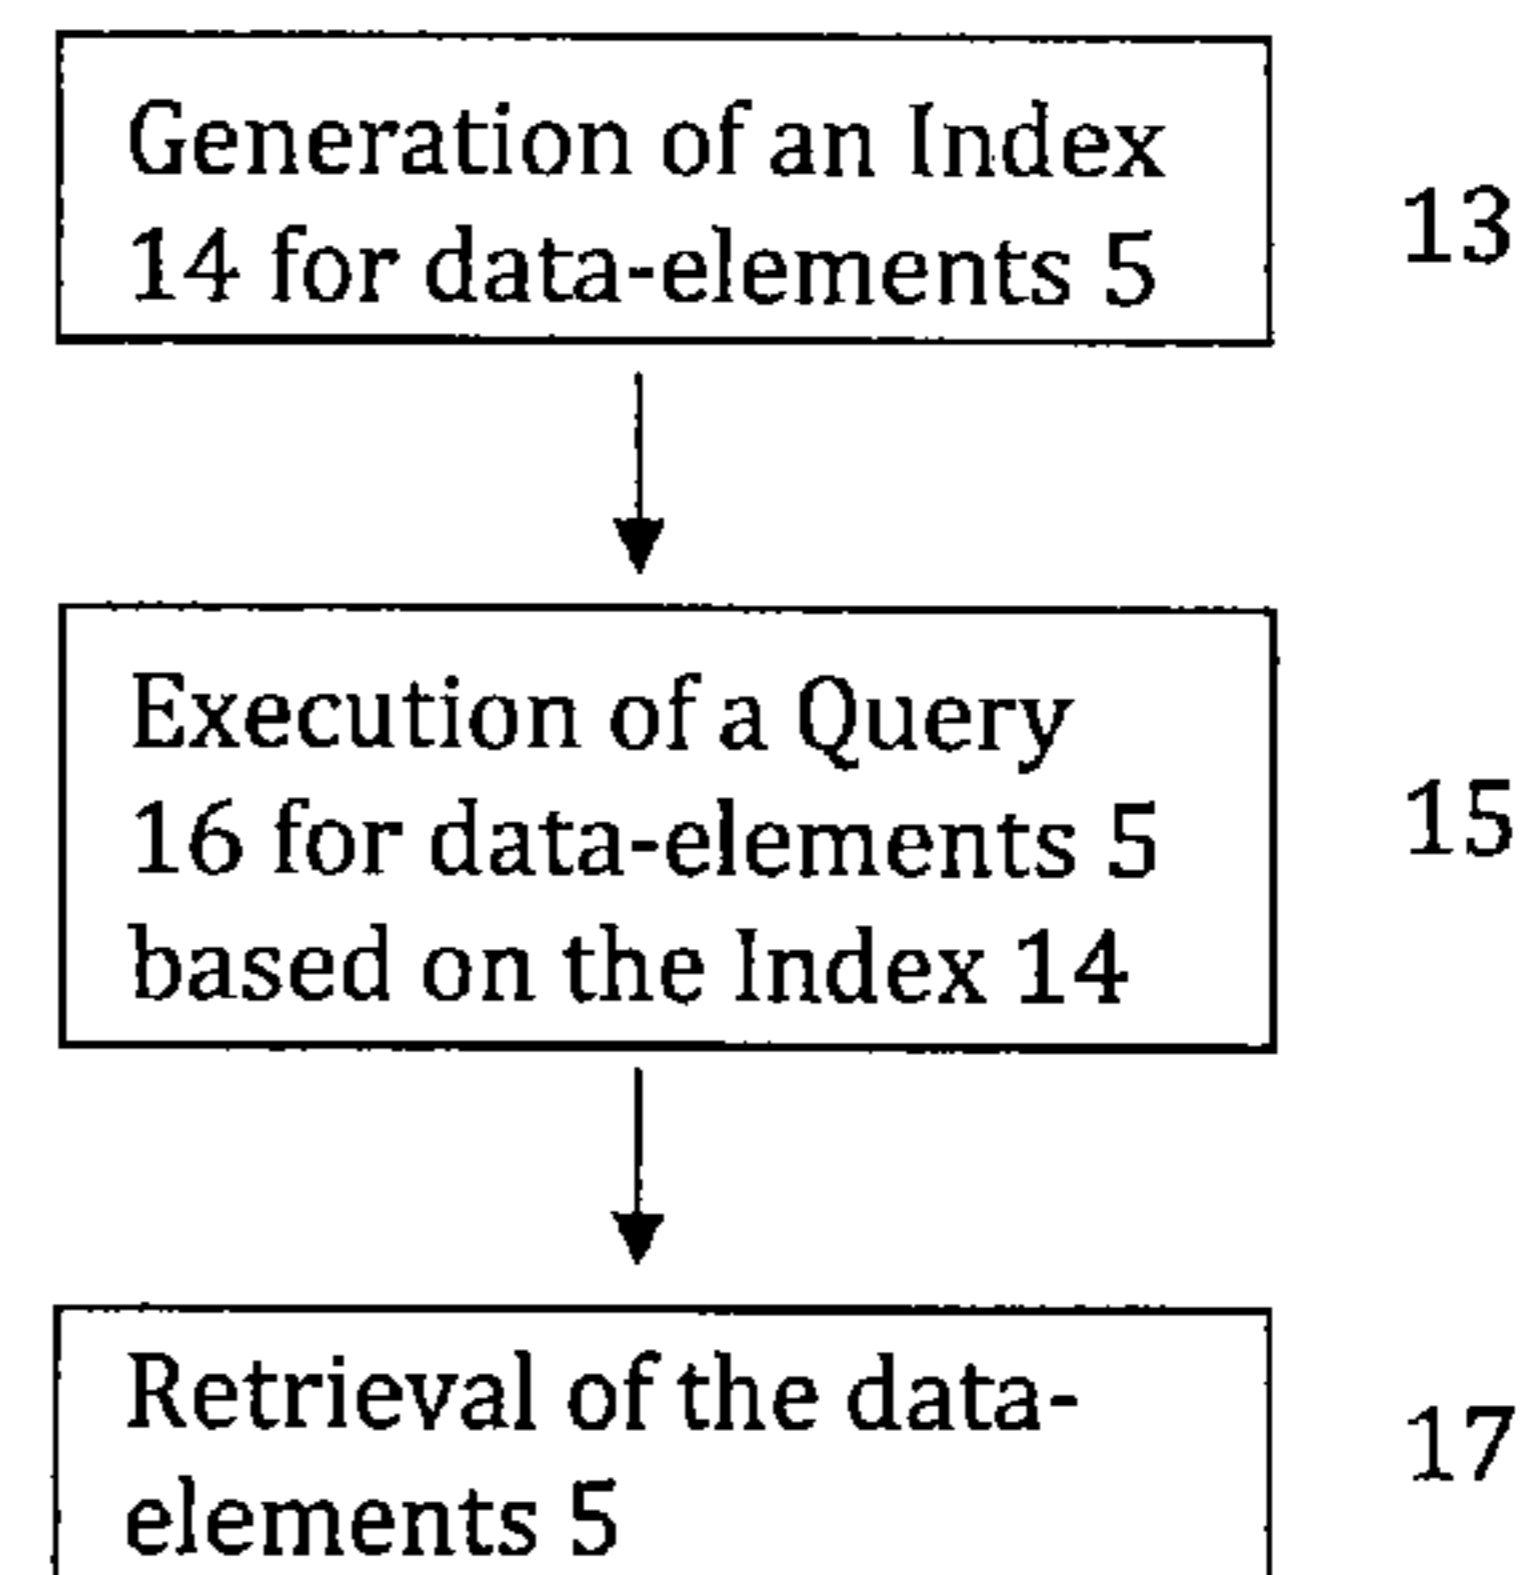 Generation of an Index
14 for data-elements 5
13
Execution of a Query
16 for data-elements 5
based on the Index 14
15
Retrieval of the data-
elements 5
17